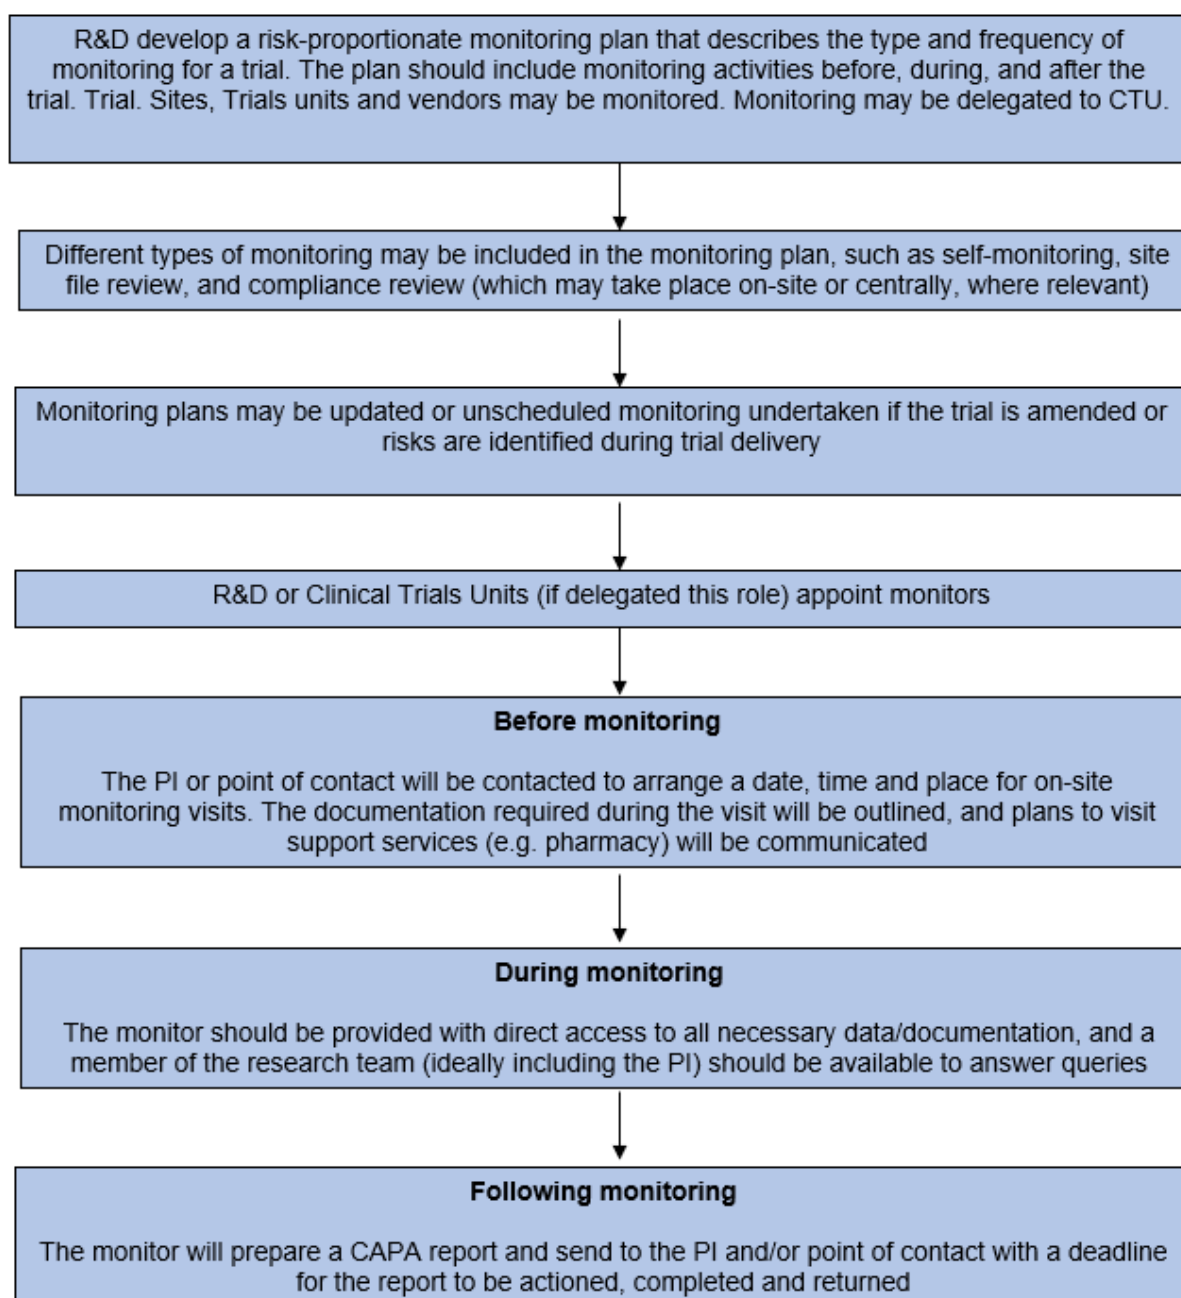 R&D develop a risk-proportionate monitoring plan that describes the type and frequency of
monitoring for a trial. The plan should include monitoring activities before, during, and after the
trial. Trial. Sites, Trials units and vendors may be monitored. Monitoring may be delegated to CTU.
Different types of monitoring may be included in the monitoring plan, such as self-monitoring, site
file review, and compliance review (which may take place on-site or centrally, where relevant)
Monitoring plans may be updated or unscheduled monitoring undertaken if the trial is amended or
risks are identified during trial delivery
R&D or Clinical Trials Units (if delegated this role) appoint monitors
Before monitoring
The PI or point of contact will be contacted to arrange a date, time and place for on-site
monitoring visits. The documentation required during the visit will be outlined, and plans to visit
support services (e.g. pharmacy) will be communicated
During monitoring
The monitor should be provided with direct access to all necessary data/documentation, and a
member of the research team (ideally including the PI) should be available to answer queries
Following monitoring
The monitor will prepare a CAPA report and send to the PI and/or point of contact with a deadline
for the report to be actioned, completed and returned